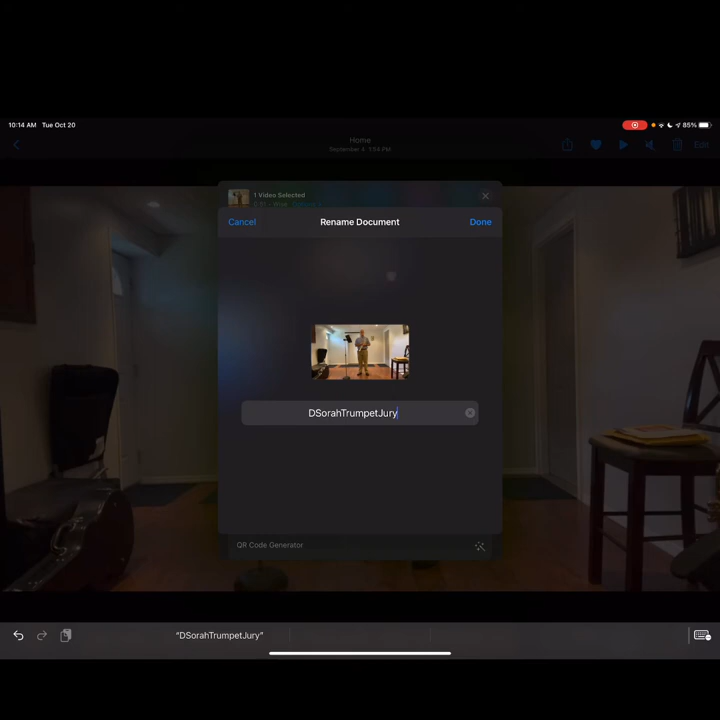 10:14 AM Tue Oct 20
85%
Home
September 4 1:54 PM
Edit
1 Video Selected
Cancel
Rename Document
Done
DSorahTrumpetJury
QR Code Generator
"DSorahTrumpetJury"